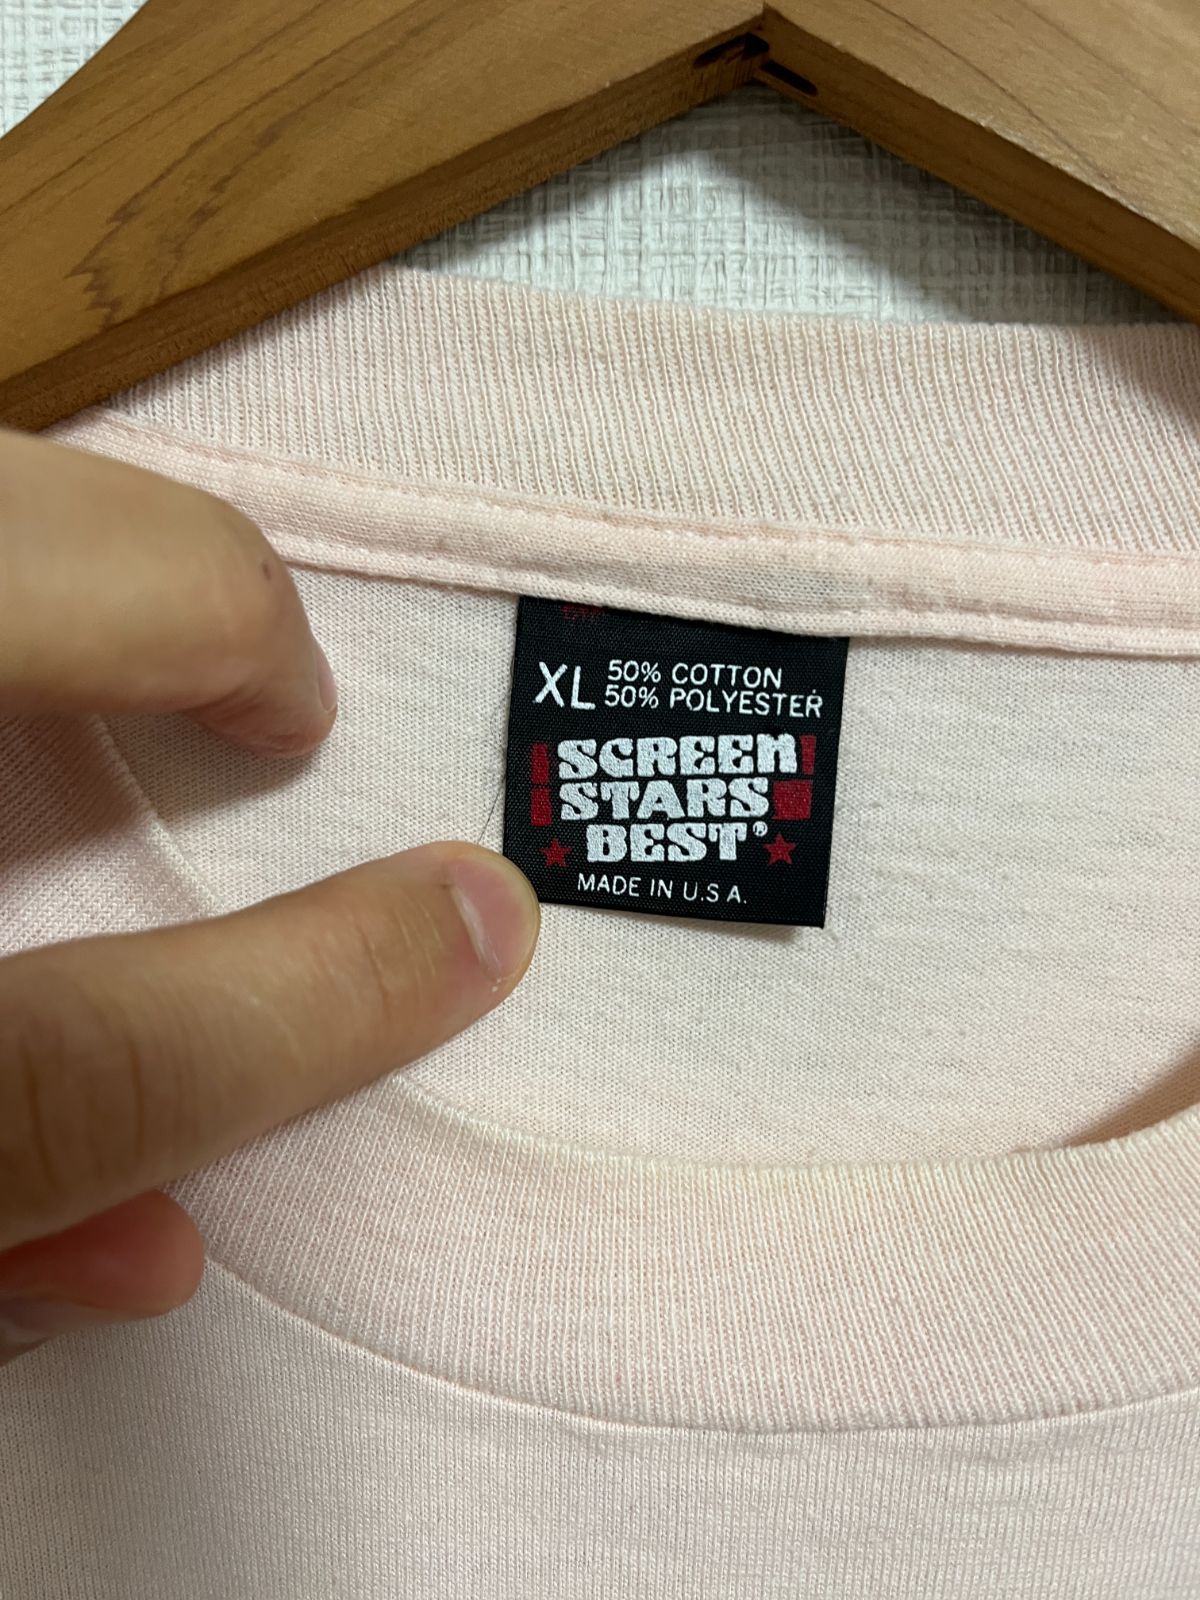 XL 50% COTTON
50% POLYESTER
SCREEN
STARS
BEST®
MADE IN U.S.A.